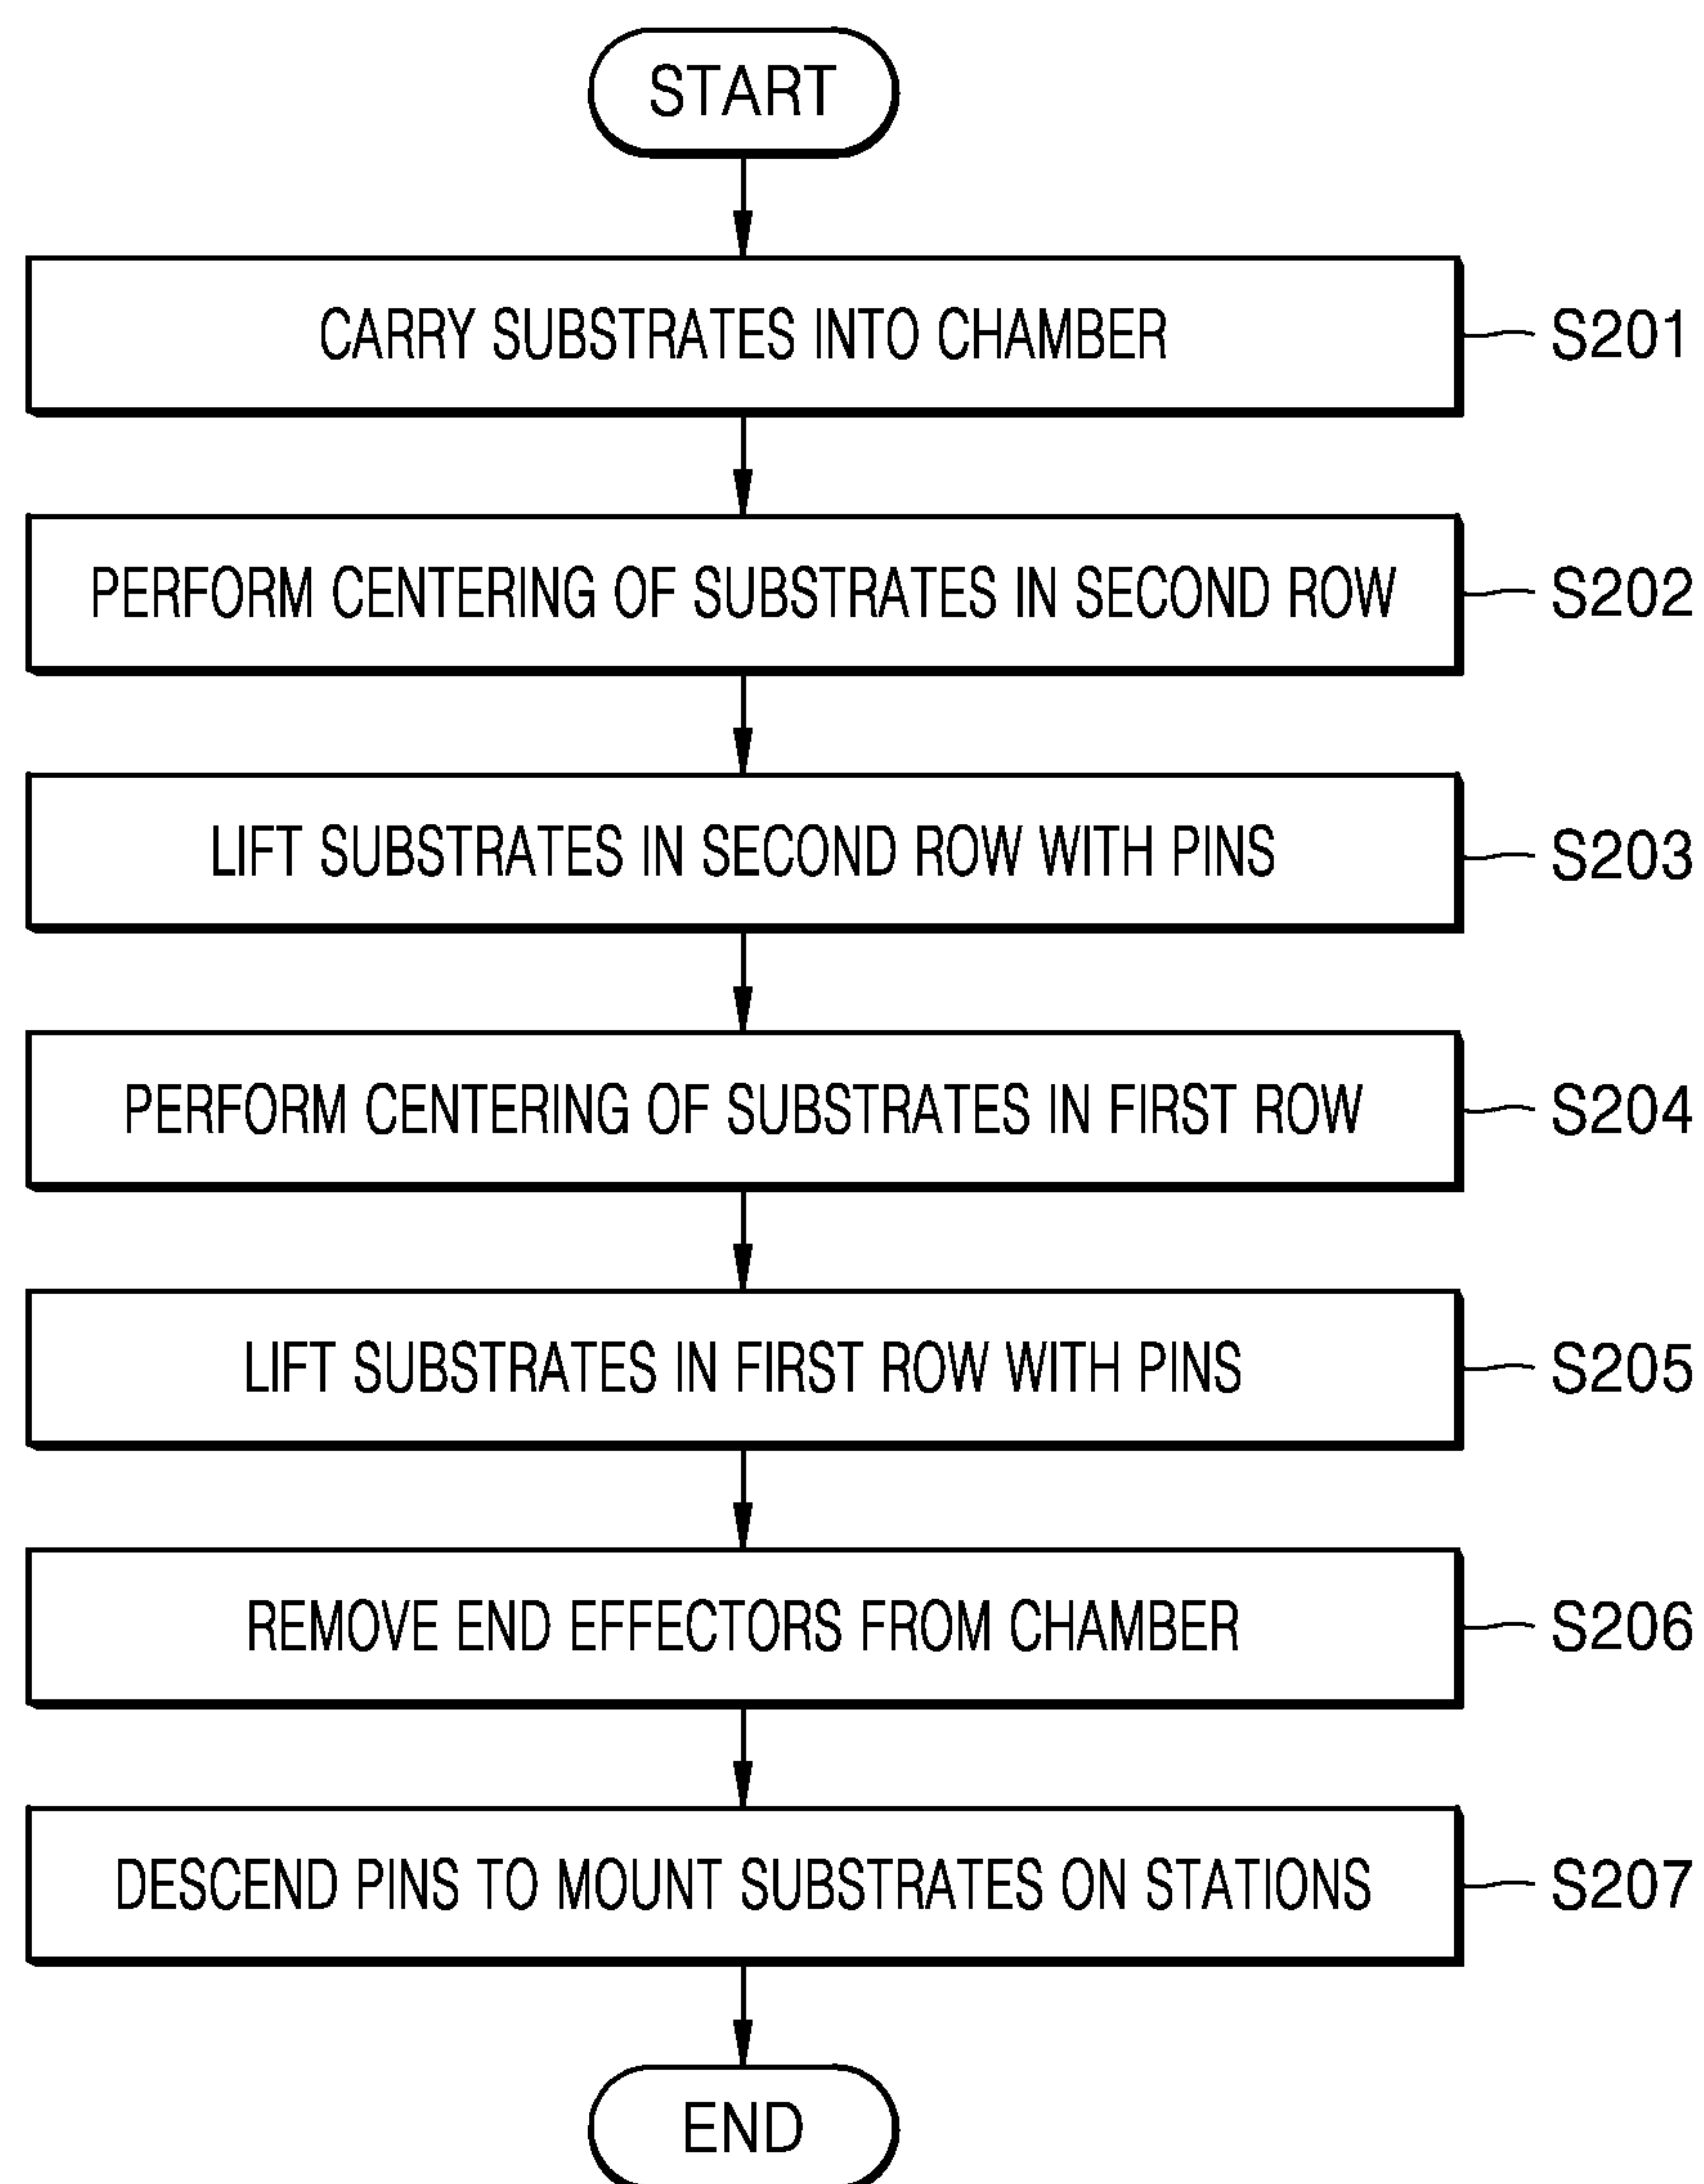 START
CARRY SUBSTRATES INTO CHAMBER
S201
PERFORM CENTERING OF SUBSTRATES IN SECOND ROW
S202
LIFT SUBSTRATES IN SECOND ROW WITH PINS
S203
PERFORM CENTERING OF SUBSTRATES IN FIRST ROW
S204
LIFT SUBSTRATES IN FIRST ROW WITH PINS
S205
REMOVE END EFFECTORS FROM CHAMBER
S206
DESCEND PINS TO MOUNT SUBSTRATES ON STATIONS
S207
END